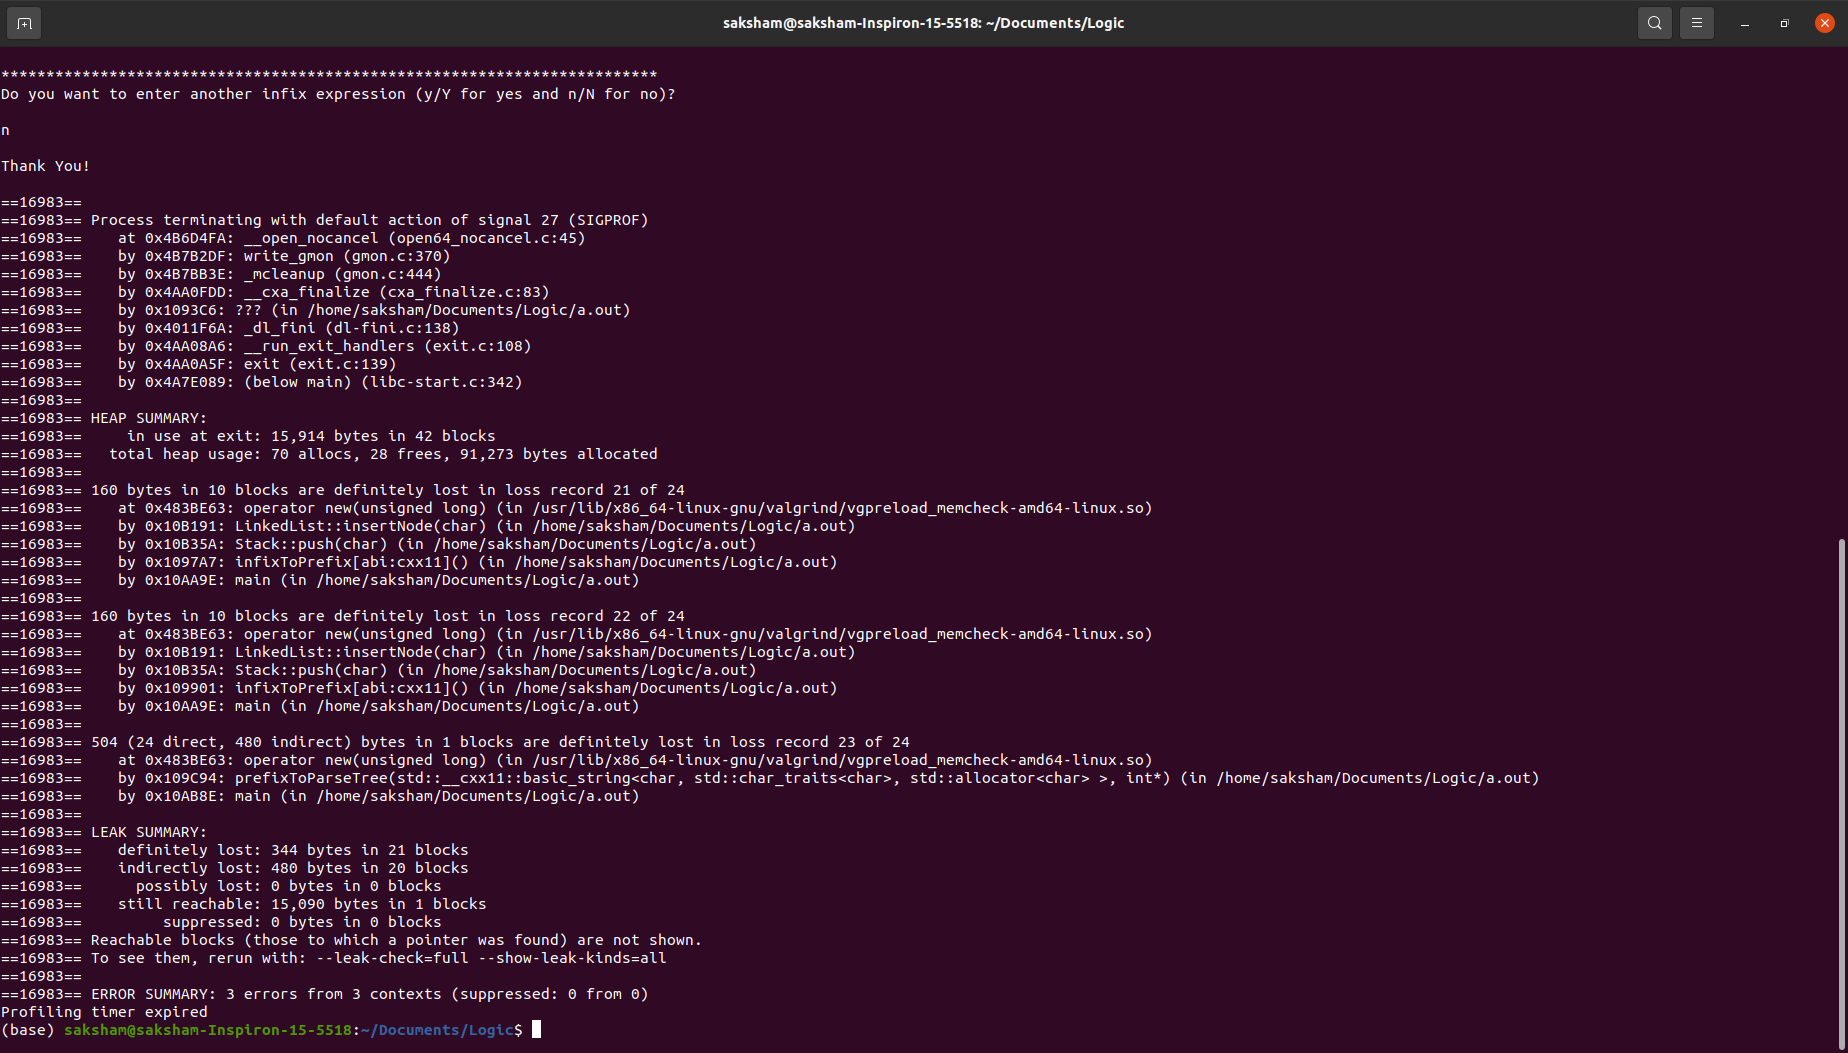 saksham@saksham-Inspiron-15-5518: ~/Documents/Logic
*************************************************************************
Do you want to enter another infix expression (y/Y for yes and n/N for no)?
n
Thank You!
==16983==
==16983== Process terminating with default action of signal 27 (SIGPROF)
==16983==    at 0x4B6D4FA: __open_nocancel (open64_nocancel.c:45)
==16983==    by 0x4B7B2DF: write_gmon (gmon.c:370)
==16983==    by 0x4B7BB3E: _mcleanup (gmon.c:444)
==16983==    by 0x4AA0FDD: __cxa_finalize (cxa_finalize.c:83)
==16983==    by 0x1093C6: ??? (in /home/saksham/Documents/Logic/a.out)
==16983==    by 0x4011F6A: _dl_fini (dl-fini.c:138)
==16983==    by 0x4AA08A6: __run_exit_handlers (exit.c:108)
==16983==    by 0x4AA0A5F: exit (exit.c:139)
==16983==    by 0x4A7E089: (below main) (libc-start.c:342)
==16983==
==16983== HEAP SUMMARY:
==16983==     in use at exit: 15,914 bytes in 42 blocks
==16983==   total heap usage: 70 allocs, 28 frees, 91,273 bytes allocated
==16983==
==16983== 160 bytes in 10 blocks are definitely lost in loss record 21 of 24
==16983==    at 0x483BE63: operator new(unsigned long) (in /usr/lib/x86_64-linux-gnu/valgrind/vgpreload_memcheck-amd64-linux.so)
==16983==    by 0x10B191: LinkedList::insertNode(char) (in /home/saksham/Documents/Logic/a.out)
==16983==    by 0x10B35A: Stack::push(char) (in /home/saksham/Documents/Logic/a.out)
==16983==    by 0x1097A7: infixToPrefix[abi:cxx11]() (in /home/saksham/Documents/Logic/a.out)
==16983==    by 0x10AA9E: main (in /home/saksham/Documents/Logic/a.out)
==16983==
==16983== 160 bytes in 10 blocks are definitely lost in loss record 22 of 24
==16983==    at 0x483BE63: operator new(unsigned long) (in /usr/lib/x86_64-linux-gnu/valgrind/vgpreload_memcheck-amd64-linux.so)
==16983==    by 0x10B191: LinkedList::insertNode(char) (in /home/saksham/Documents/Logic/a.out)
==16983==    by 0x10B35A: Stack::push(char) (in /home/saksham/Documents/Logic/a.out)
==16983==    by 0x109901: infixToPrefix[abi:cxx11]() (in /home/saksham/Documents/Logic/a.out)
==16983==    by 0x10AA9E: main (in /home/saksham/Documents/Logic/a.out)
==16983==
==16983== 504 (24 direct, 480 indirect) bytes in 1 blocks are definitely lost in loss record 23 of 24
==16983==    at 0x483BE63: operator new(unsigned long) (in /usr/lib/x86_64-linux-gnu/valgrind/vgpreload_memcheck-amd64-linux.so)
==16983==    by 0x109C94: prefixToParseTree(std::__cxx11::basic_string<char, std::char_traits<char>, std::allocator<char> >, int*) (in /home/saksham/Documents/Logic/a.out)
==16983==    by 0x10AB8E: main (in /home/saksham/Documents/Logic/a.out)
==16983==
==16983== LEAK SUMMARY:
==16983==    definitely lost: 344 bytes in 21 blocks
==16983==    indirectly lost: 480 bytes in 20 blocks
==16983==      possibly lost: 0 bytes in 0 blocks
==16983==    still reachable: 15,090 bytes in 1 blocks
==16983==         suppressed: 0 bytes in 0 blocks
==16983== Reachable blocks (those to which a pointer was found) are not shown.
==16983== To see them, rerun with: --leak-check=full --show-leak-kinds=all
==16983==
==16983== ERROR SUMMARY: 3 errors from 3 contexts (suppressed: 0 from 0)
Profiling timer expired
(base) saksham@saksham-Inspiron-15-5518:~/Documents/Logic$